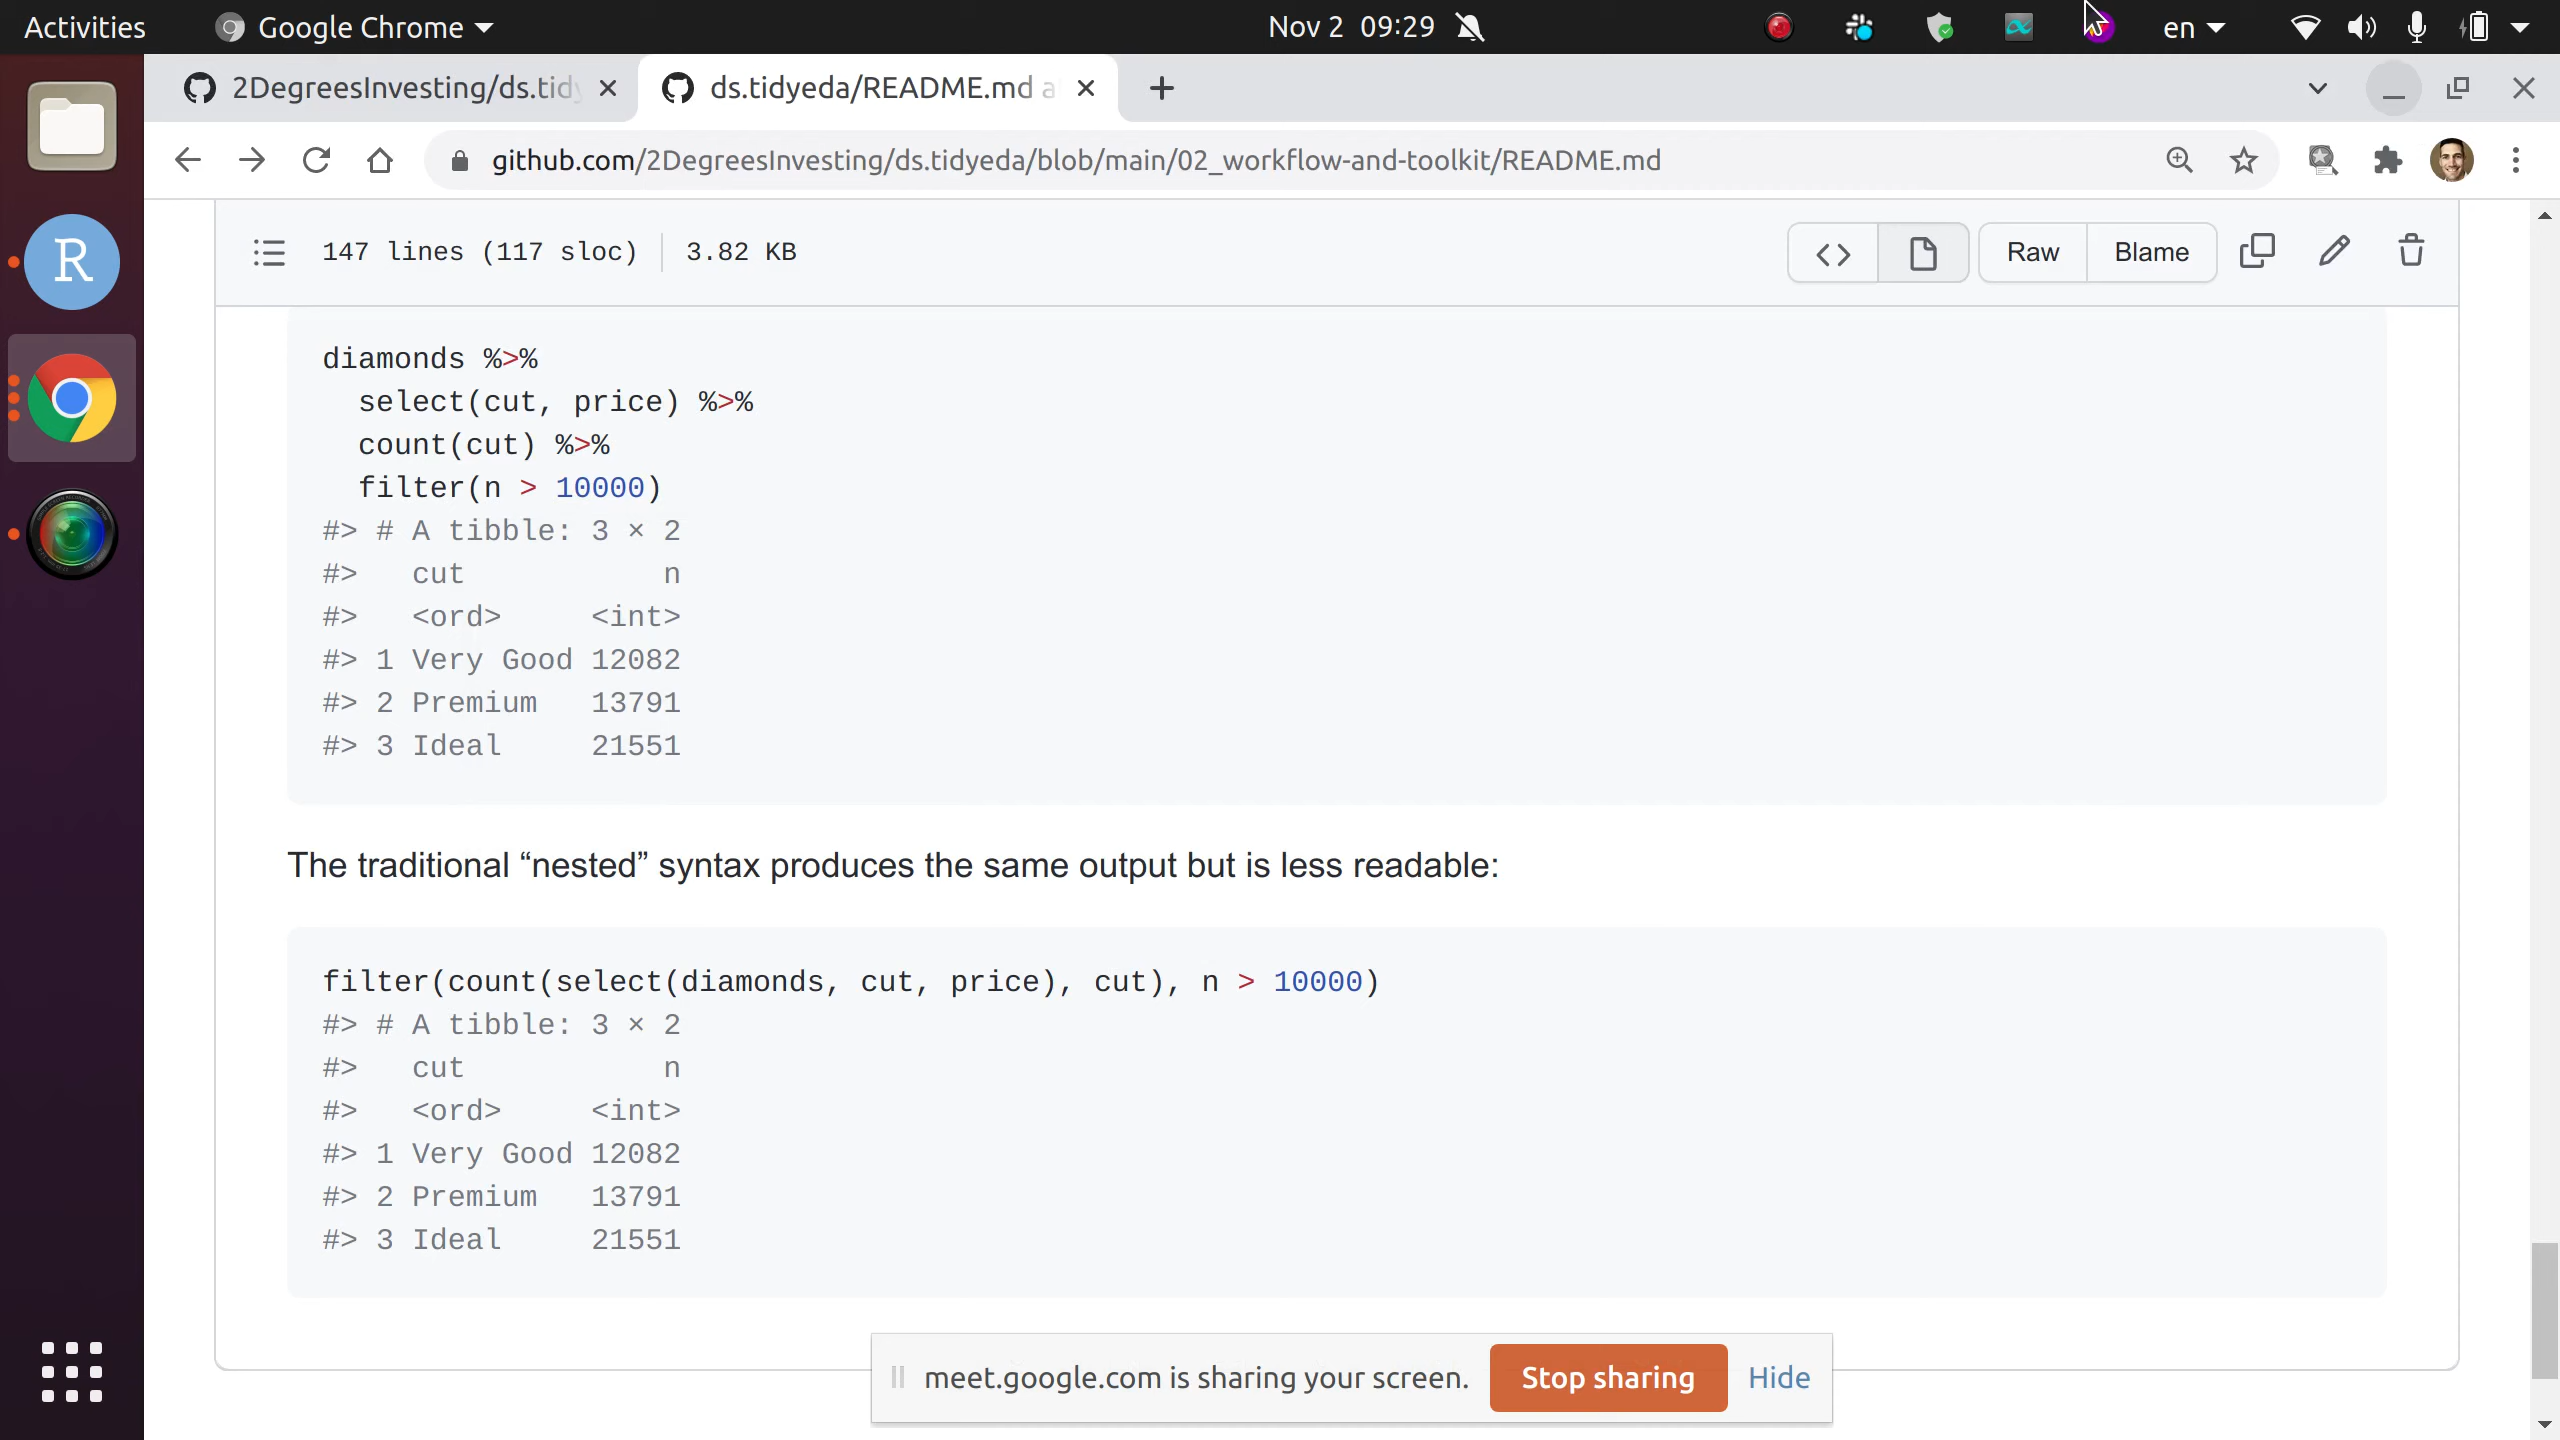 Activities
Google Chrome
Nov 2 09:29
en
2DegreesInvesting/ds.tidy
ds.tidyeda/README.md a
github.com/2DegreesInvesting/ds.tidyeda/blob/main/02_workflow-and-toolkit/README.md
147 lines (117 sloc)
3.82 KB
Raw
Blame
diamonds %>%
  select(cut, price) %>%
  count(cut) %>%
  filter(n > 10000)
#> # A tibble: 3 × 2
#>   cut           n
#>   <ord>     <int>
#> 1 Very Good 12082
#> 2 Premium   13791
#> 3 Ideal     21551
The traditional “nested” syntax produces the same output but is less readable:
filter(count(select(diamonds, cut, price), cut), n > 10000)
#> # A tibble: 3 × 2
#>   cut           n
#>   <ord>     <int>
#> 1 Very Good 12082
#> 2 Premium   13791
#> 3 Ideal     21551
meet.google.com is sharing your screen.
Stop sharing
Hide
R